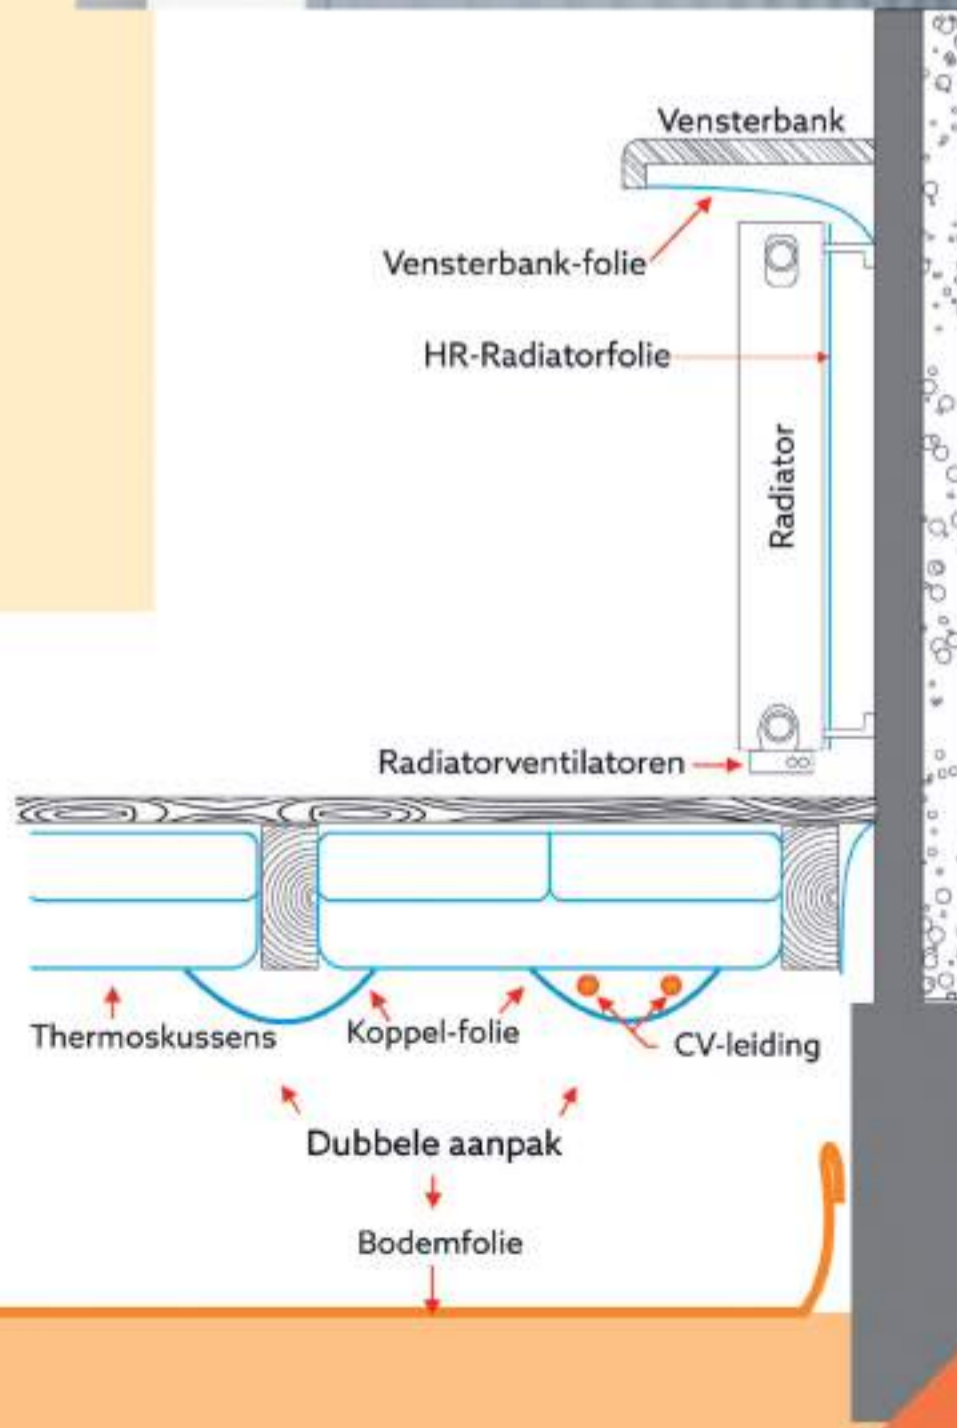 Vensterbank
Vensterbank-folie
HR-Radiatorfolie
Radiator
Radiatorventilatoren
Thermoskussens
Koppel-folie
CV-leiding
Dubbele aanpak
Bodemfolie